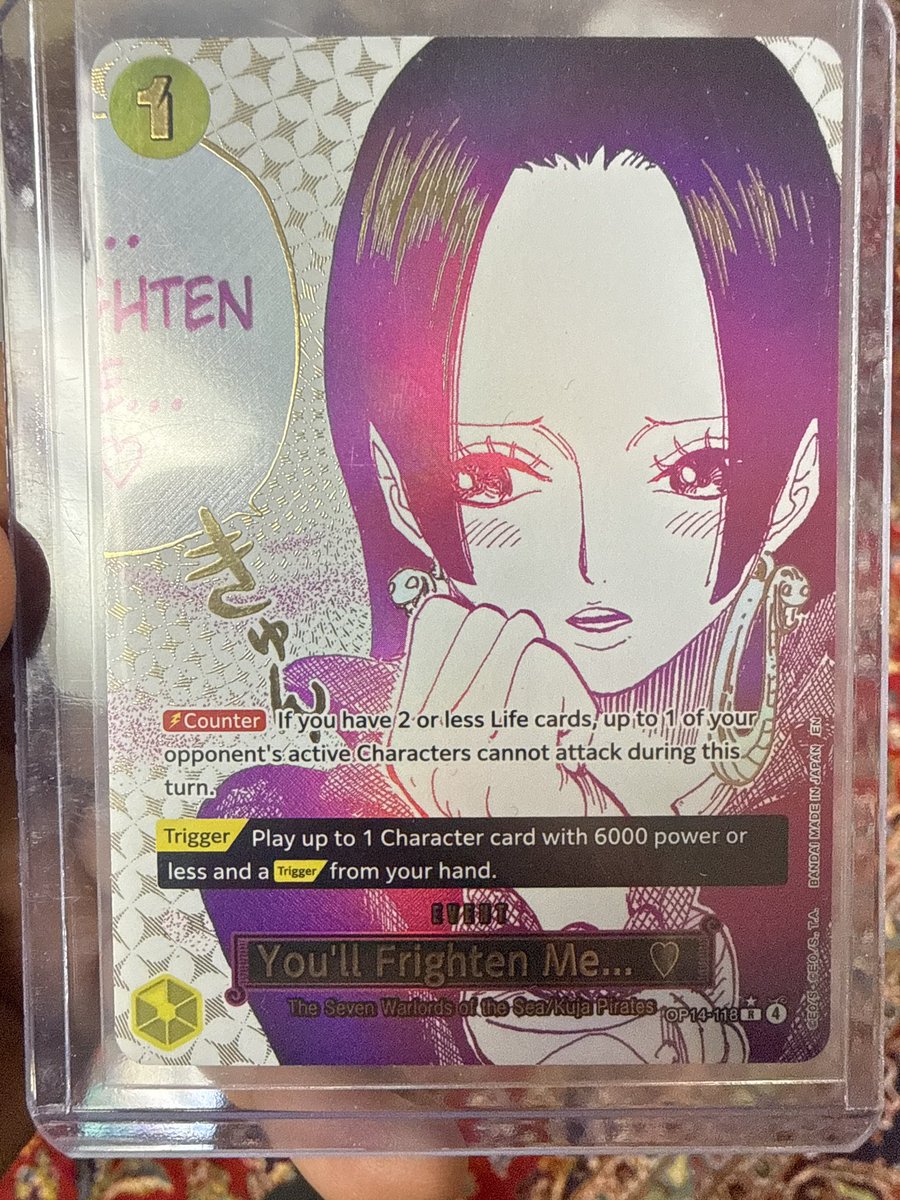 1
...
GHTEN
E...
♡
きゅん
⚡Counter If you have 2 or less Life cards, up to 1 of your
opponent's active Characters cannot attack during this
turn.
Trigger Play up to 1 Character card with 6000 power or
less and a Trigger from your hand.
EVENT
You'll Frighten Me... ♡
The Seven Warlords of the Sea/Kuja Pirates
OP14-118 ★ R 4
BANDAI MADE IN JAPAN EN